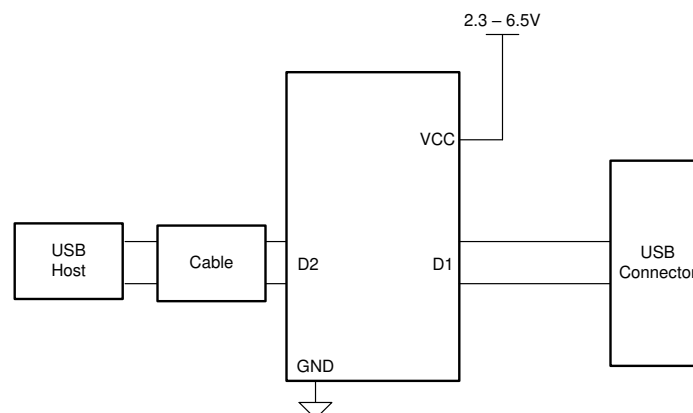 2.3 – 6.5V
VCC
USB
Host
Cable
D2
D1
USB
Connector
GND